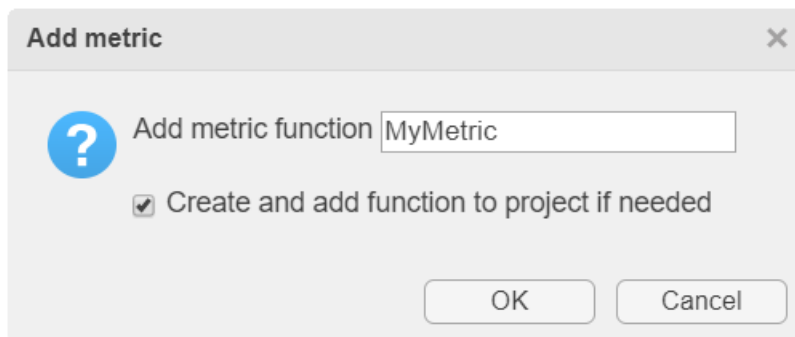 Add metric
Add metric function MyMetric
Create and add function to project if needed
OK Cancel